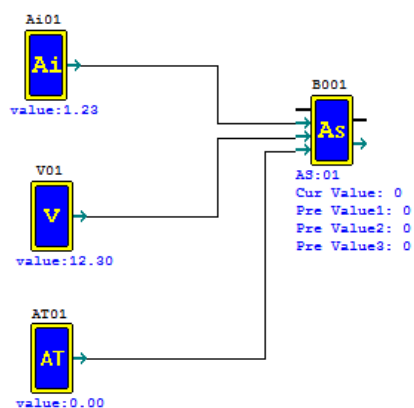 Ai01
Ai
value:1.23
B001
As
AS:01
Cur Value: 0
Pre Value1: 0
Pre Value2: 0
Pre Value3: 0
V01
V
value:12.30
AT01
AT
value:0.00